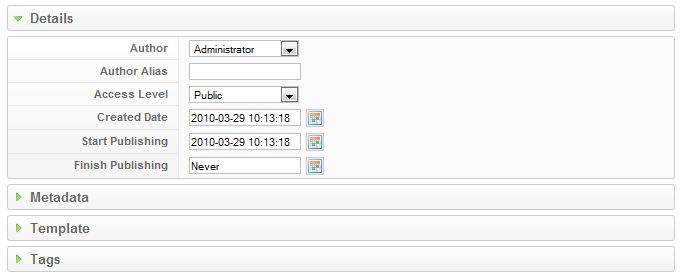 Details
Author Administrator
Author Alias
Access Level Public
Created Date 2010-03-29 10:13:18
Start Publishing 2010-03-29 10:13:18
Finish Publishing Never
Metadata
Template
Tags